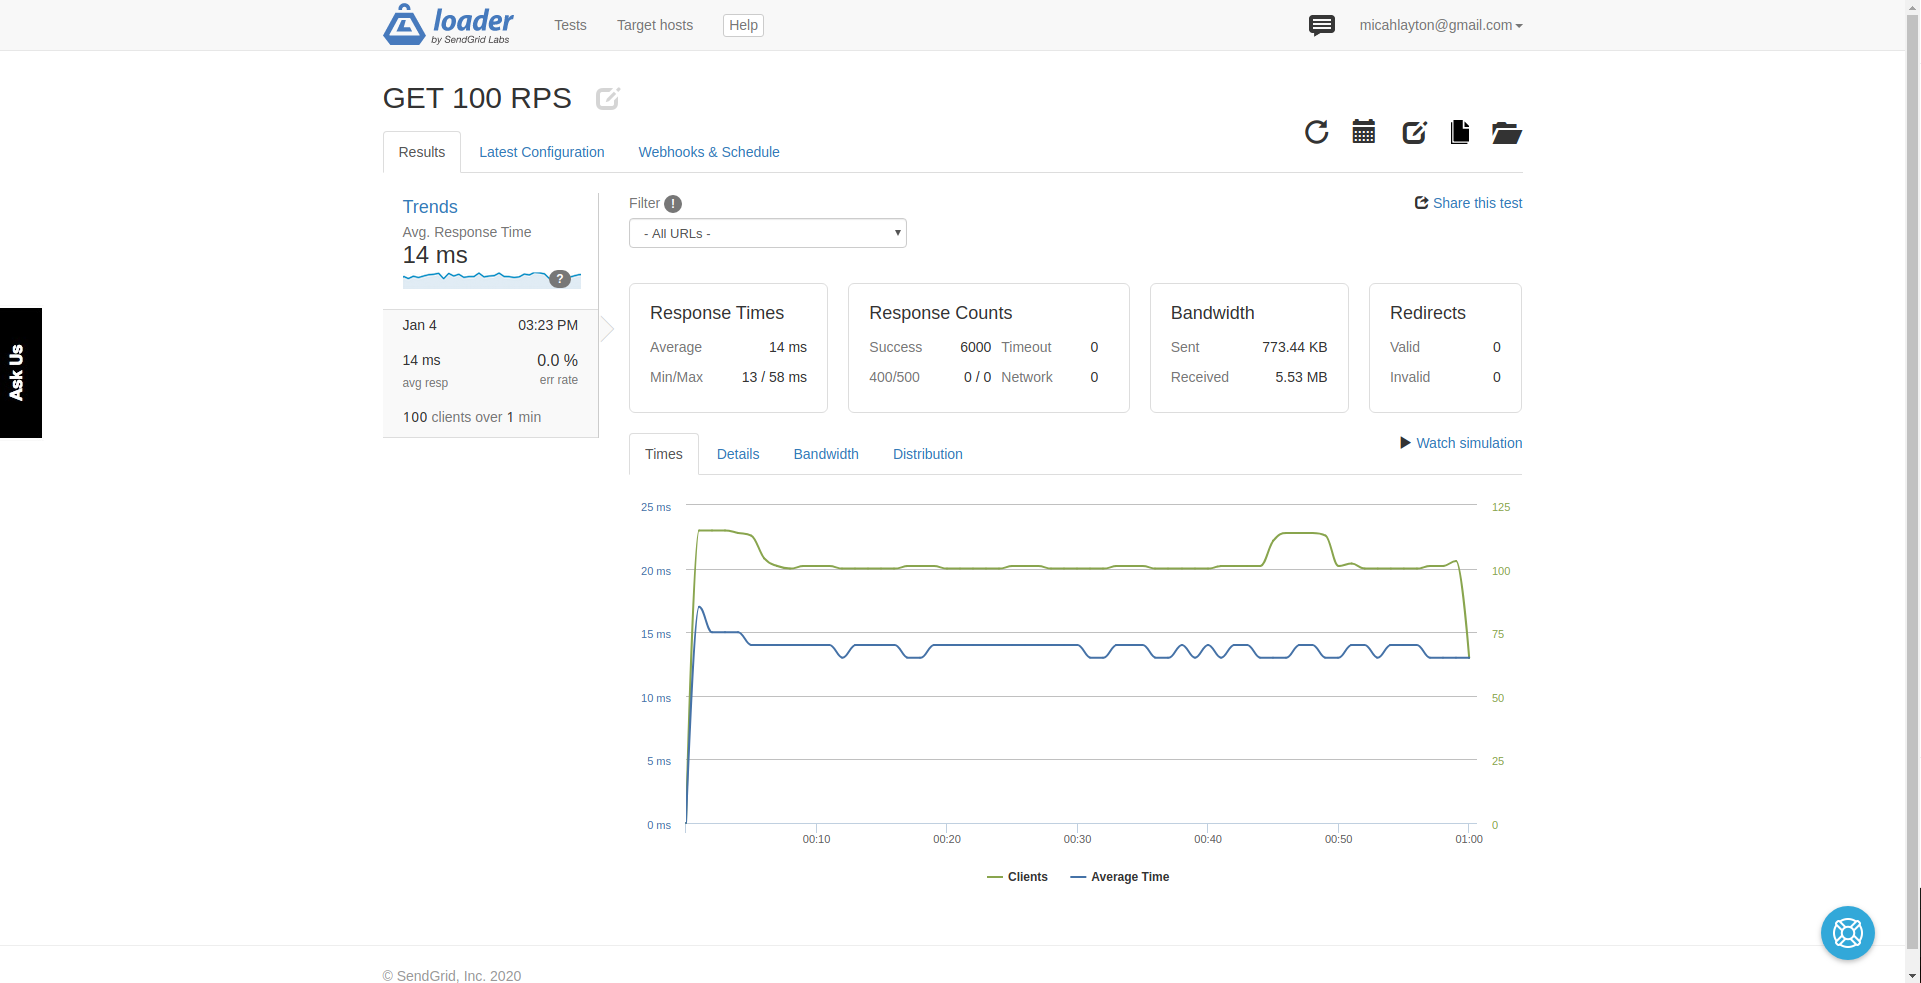 loader
by SendGrid Labs
Tests Target hosts Help
micahlayton@gmail.com
GET 100 RPS
Results Latest Configuration Webhooks & Schedule
Trends
Avg. Response Time
14 ms
?
Jan 4 03:23 PM
14 ms 0.0 %
avg resp err rate
100 clients over 1 min
Ask Us
Filter !
- All URLs -
Share this test
Response Times
Average 14 ms
Min/Max 13 / 58 ms
Response Counts
Success 6000 Timeout 0
400/500 0 / 0 Network 0
Bandwidth
Sent 773.44 KB
Received 5.53 MB
Redirects
Valid 0
Invalid 0
Times Details Bandwidth Distribution
Watch simulation
25 ms 125
20 ms 100
15 ms 75
10 ms 50
5 ms 25
0 ms 0
00:10 00:20 00:30 00:40 00:50 01:00
Clients Average Time
© SendGrid, Inc. 2020